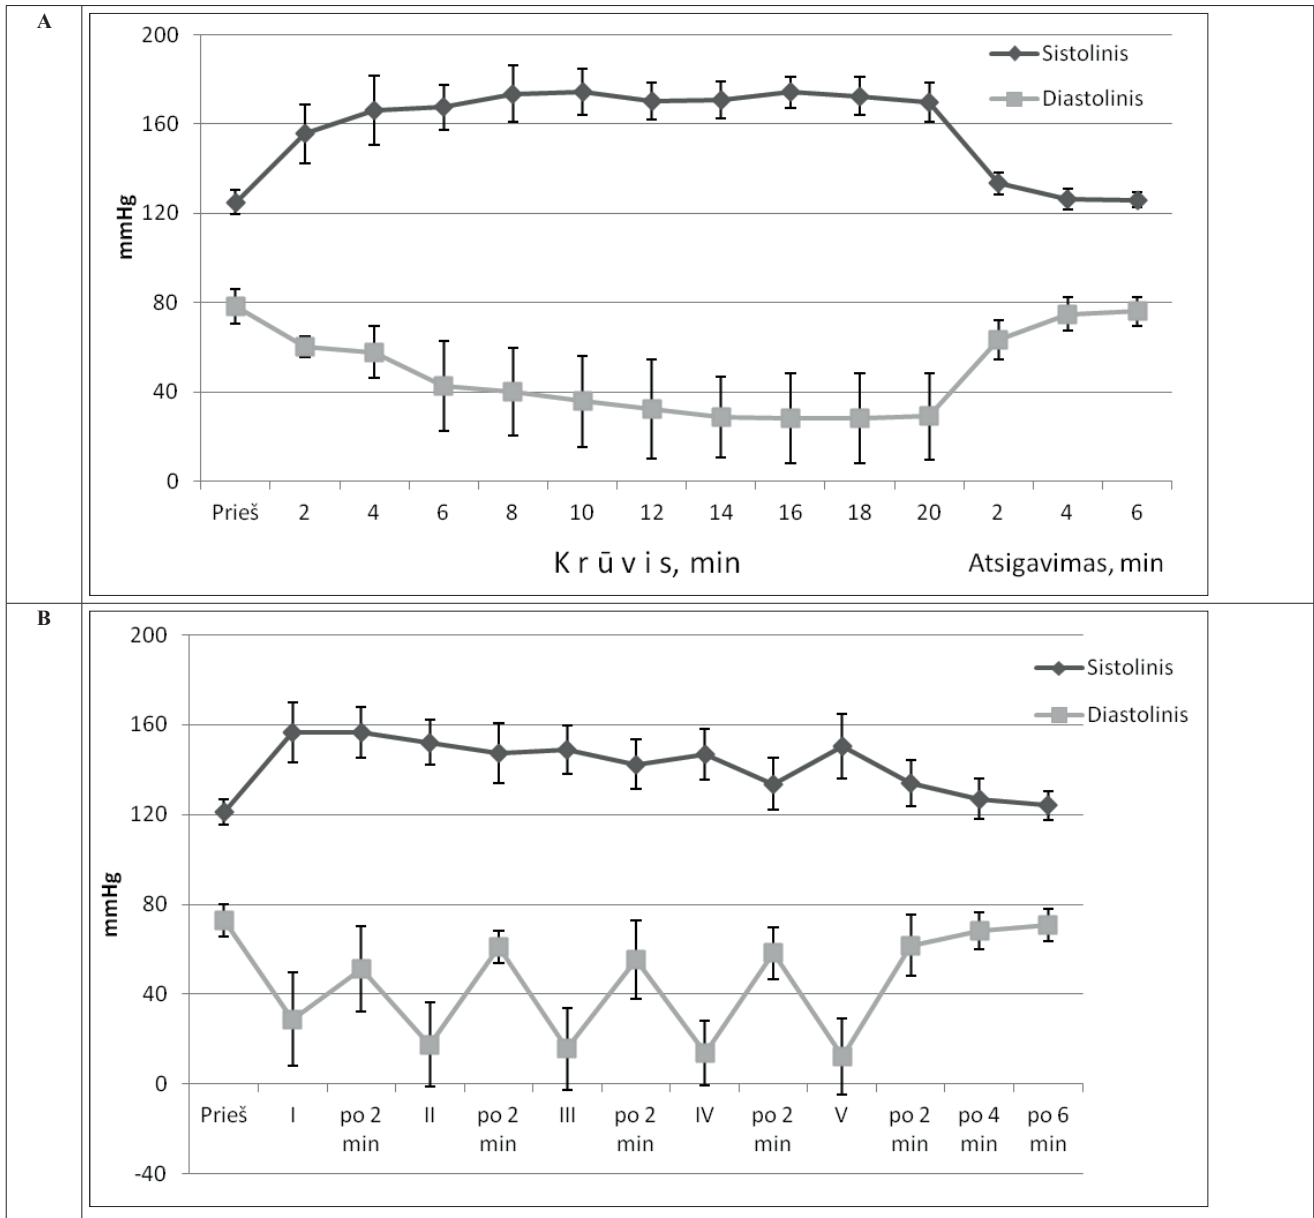 A
200
160
120
80
40
0
mmHg
Sistolinis
Diastolinis
Prieš 2 4 6 8 10 12 14 16 18 20 2 4 6
K r ū v i s, min Atsigavimas, min
B
200
160
120
80
40
0
-40
mmHg
Sistolinis
Diastolinis
Prieš I po 2 II po 2 III po 2 IV po 2 V po 2 po 4 po 6
min min min min min min min